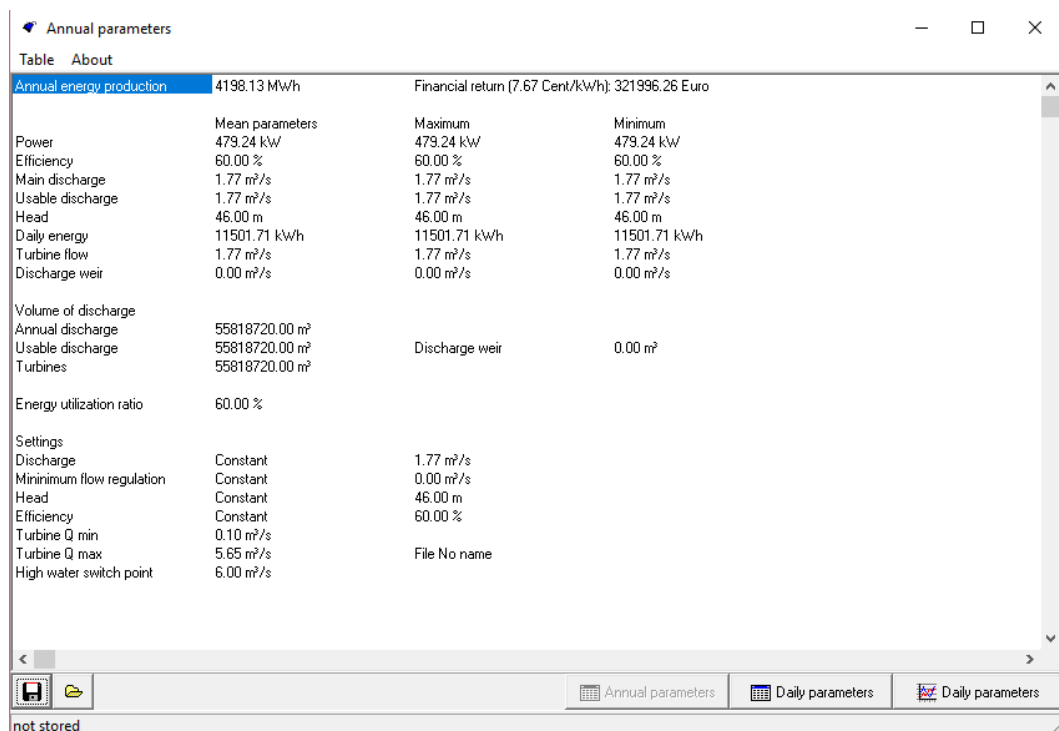 Annual parameters
Table About
Annual energy production 4198.13 MWh Financial return (7.67 Cent/kWh): 321996.26 Euro
Mean parameters Maximum Minimum
Power 479.24 kW 479.24 kW 479.24 kW
Efficiency 60.00 % 60.00 % 60.00 %
Main discharge 1.77 m³/s 1.77 m³/s 1.77 m³/s
Usable discharge 1.77 m³/s 1.77 m³/s 1.77 m³/s
Head 46.00 m 46.00 m 46.00 m
Daily energy 11501.71 kWh 11501.71 kWh 11501.71 kWh
Turbine flow 1.77 m³/s 1.77 m³/s 1.77 m³/s
Discharge weir 0.00 m³/s 0.00 m³/s 0.00 m³/s
Volume of discharge
Annual discharge 55818720.00 m³
Usable discharge 55818720.00 m³ Discharge weir 0.00 m³
Turbines 55818720.00 m³
Energy utilization ratio 60.00 %
Settings
Discharge Constant 1.77 m³/s
Mininimum flow regulation Constant 0.00 m³/s
Head Constant 46.00 m
Efficiency Constant 60.00 %
Turbine Q min 0.10 m³/s
Turbine Q max 5.65 m³/s File No name
High water switch point 6.00 m³/s
Annual parameters Daily parameters Daily parameters
not stored